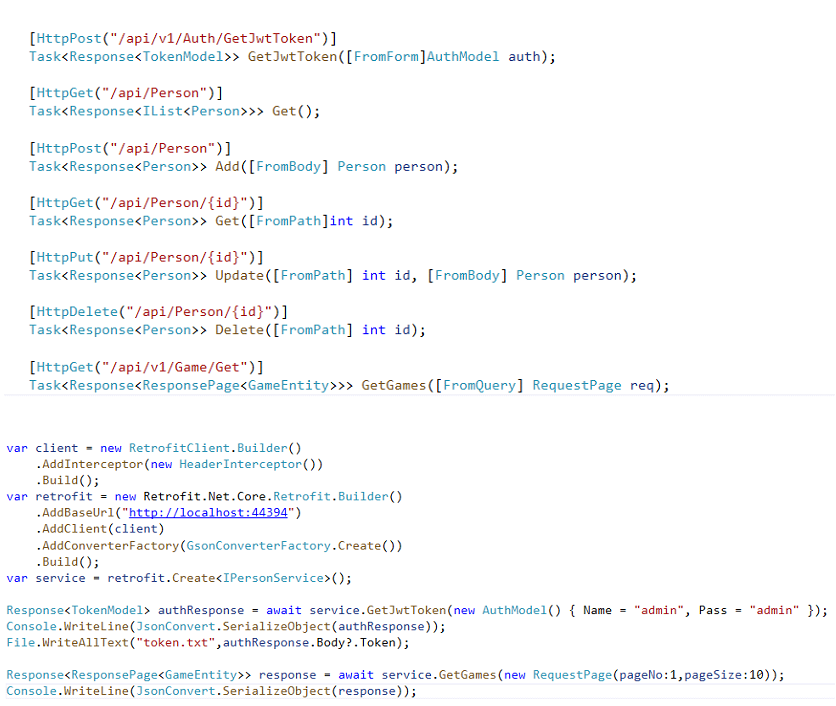 [HttpPost("/api/v1/Auth/GetJwtToken")]
Task<Response<TokenModel>> GetJwtToken([FromForm]AuthModel auth);
[HttpGet("/api/Person")]
Task<Response<IList<Person>>> Get();
[HttpPost("/api/Person")]
Task<Response<Person>> Add([FromBody] Person person);
[HttpGet("/api/Person/{id}")]
Task<Response<Person>> Get([FromPath]int id);
[HttpPut("/api/Person/{id}")]
Task<Response<Person>> Update([FromPath] int id, [FromBody] Person person);
[HttpDelete("/api/Person/{id}")]
Task<Response<Person>> Delete([FromPath] int id);
[HttpGet("/api/v1/Game/Get")]
Task<Response<ResponsePage<GameEntity>>> GetGames([FromQuery] RequestPage req);
var client = new RetrofitClient.Builder()
    .AddInterceptor(new HeaderInterceptor())
    .Build();
var retrofit = new Retrofit.Net.Core.Retrofit.Builder()
    .AddBaseUrl("http://localhost:44394")
    .AddClient(client)
    .AddConverterFactory(GsonConverterFactory.Create())
    .Build();
var service = retrofit.Create<IPersonService>();
Response<TokenModel> authResponse = await service.GetJwtToken(new AuthModel() { Name = "admin", Pass = "admin" });
Console.WriteLine(JsonConvert.SerializeObject(authResponse));
File.WriteAllText("token.txt",authResponse.Body?.Token);
Response<ResponsePage<GameEntity>> response = await service.GetGames(new RequestPage(pageNo:1,pageSize:10));
Console.WriteLine(JsonConvert.SerializeObject(response));